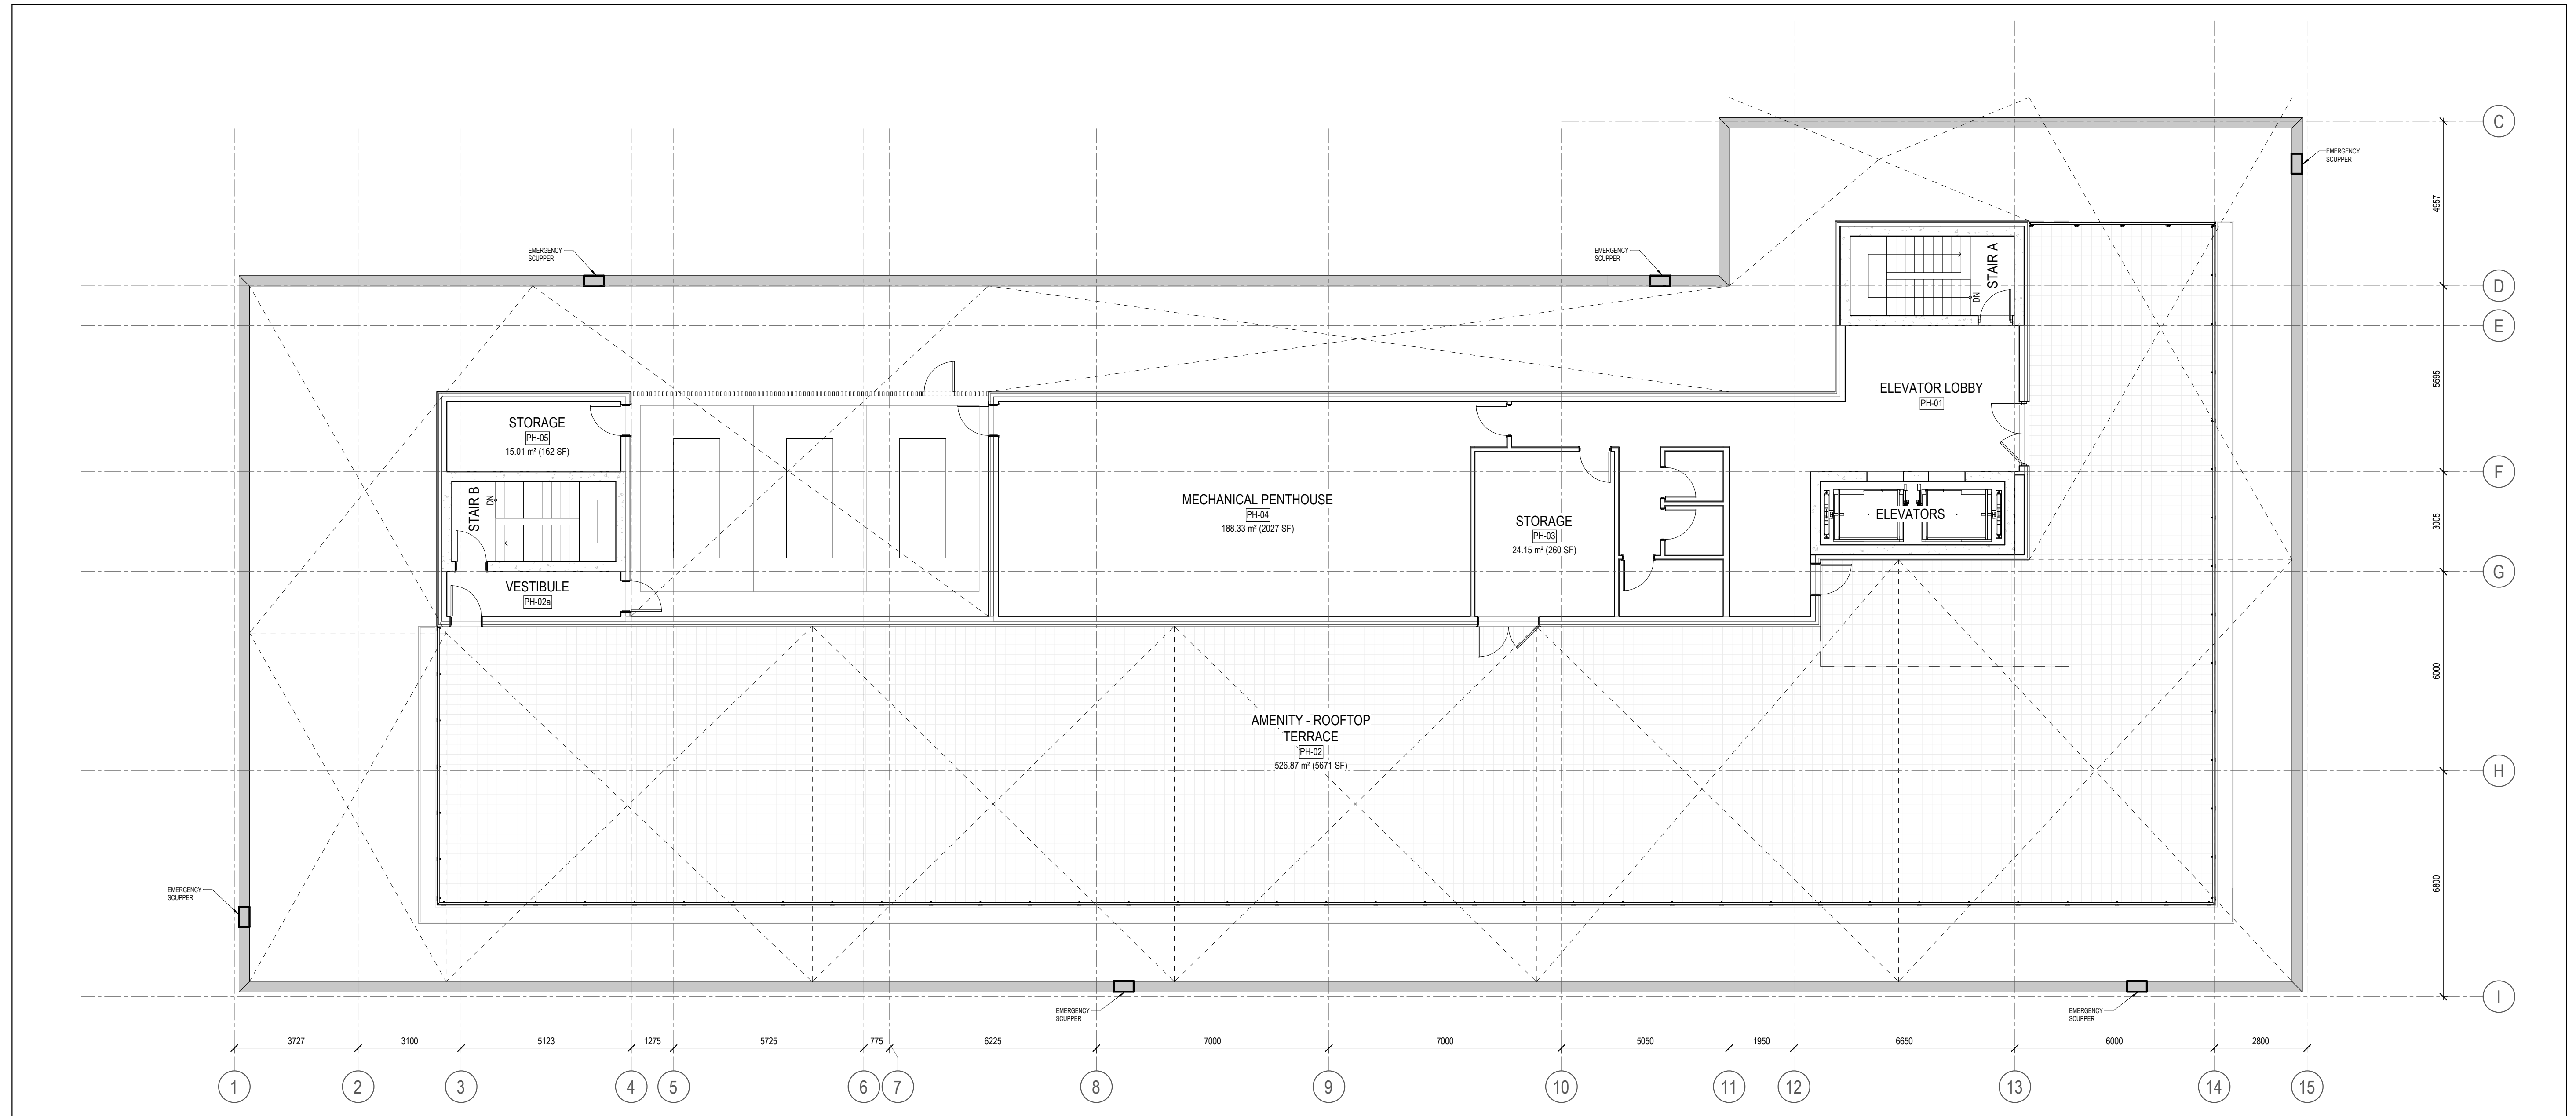 C
EMERGENCY
SCUPPER
4957
EMERGENCY
SCUPPER
EMERGENCY
SCUPPER
STAIR A
DN
D
E
5595
ELEVATOR LOBBY
PH-01
STORAGE
PH-05
15.01 m² (162 SF)
F
STAIR B
DN
MECHANICAL PENTHOUSE
PH-04
188.33 m² (2027 SF)
STORAGE
PH-03
24.15 m² (260 SF)
ELEVATORS
3005
G
VESTIBULE
PH-02a
6000
AMENITY - ROOFTOP
TERRACE
PH-02
526.87 m² (5671 SF)
H
6800
EMERGENCY
SCUPPER
EMERGENCY
SCUPPER
EMERGENCY
SCUPPER
I
3727 3100 5123 1275 5725 775 6225 7000 7000 5050 1950 6650 6000 2800
1 2 3 4 5 6 7 8 9 10 11 12 13 14 15